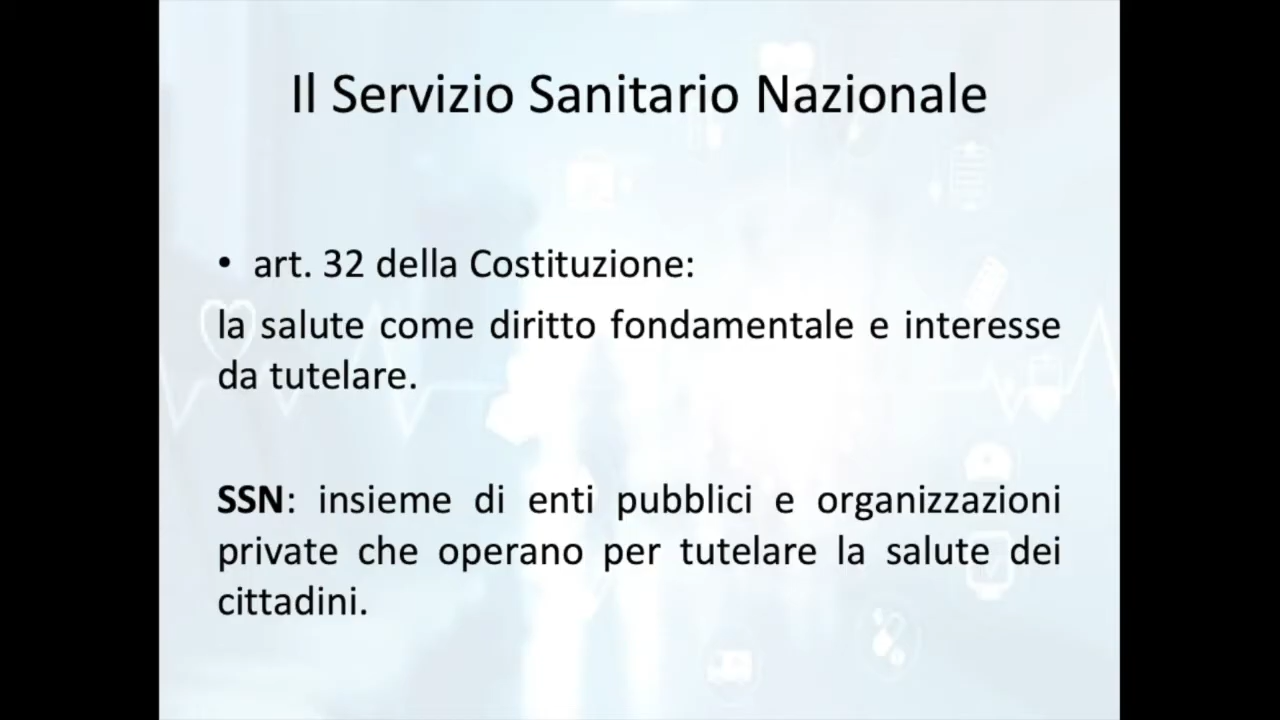 Il Servizio Sanitario Nazionale
• art. 32 della Costituzione:
la salute come diritto fondamentale e interesse
da tutelare.
SSN: insieme di enti pubblici e organizzazioni
private che operano per tutelare la salute dei
cittadini.